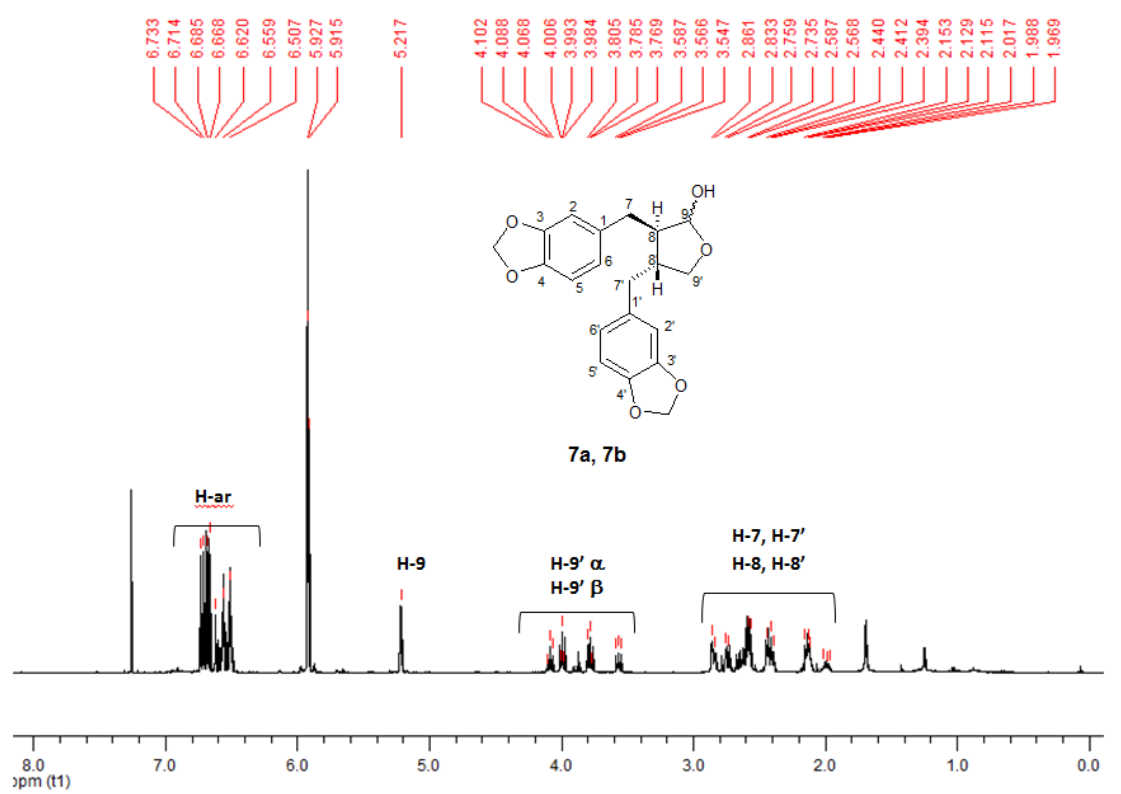 6.733 6.714 6.685 6.668 6.620 6.559 6.507 5.927 5.915 5.217 4.102 4.088 4.068 4.006 3.993 3.984 3.805 3.785 3.769 3.587 3.566 3.547 2.861 2.833 2.759 2.735 2.587 2.568 2.440 2.412 2.394 2.153 2.129 2.115 2.017 1.988 1.969
OH
7 H 9
O 3 2 1 8 O
O 4 5 6 8' 9'
7' H
1'
6' 2'
5' 3'
4' O
O
7a, 7b
H-ar
H-9
H-9' α
H-9' β
H-7, H-7'
H-8, H-8'
8.0 7.0 6.0 5.0 4.0 3.0 2.0 1.0 0.0
ppm (t1)